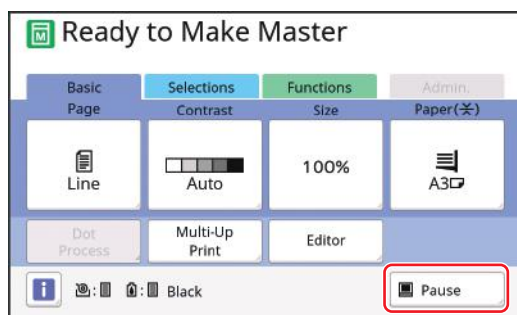 M Ready to Make Master
Basic Selections Functions Admin.
Page Contrast Size Paper(⚹)
Line Auto 100% A3
Dot Process
Multi-Up Print
Editor
i : : Black Pause